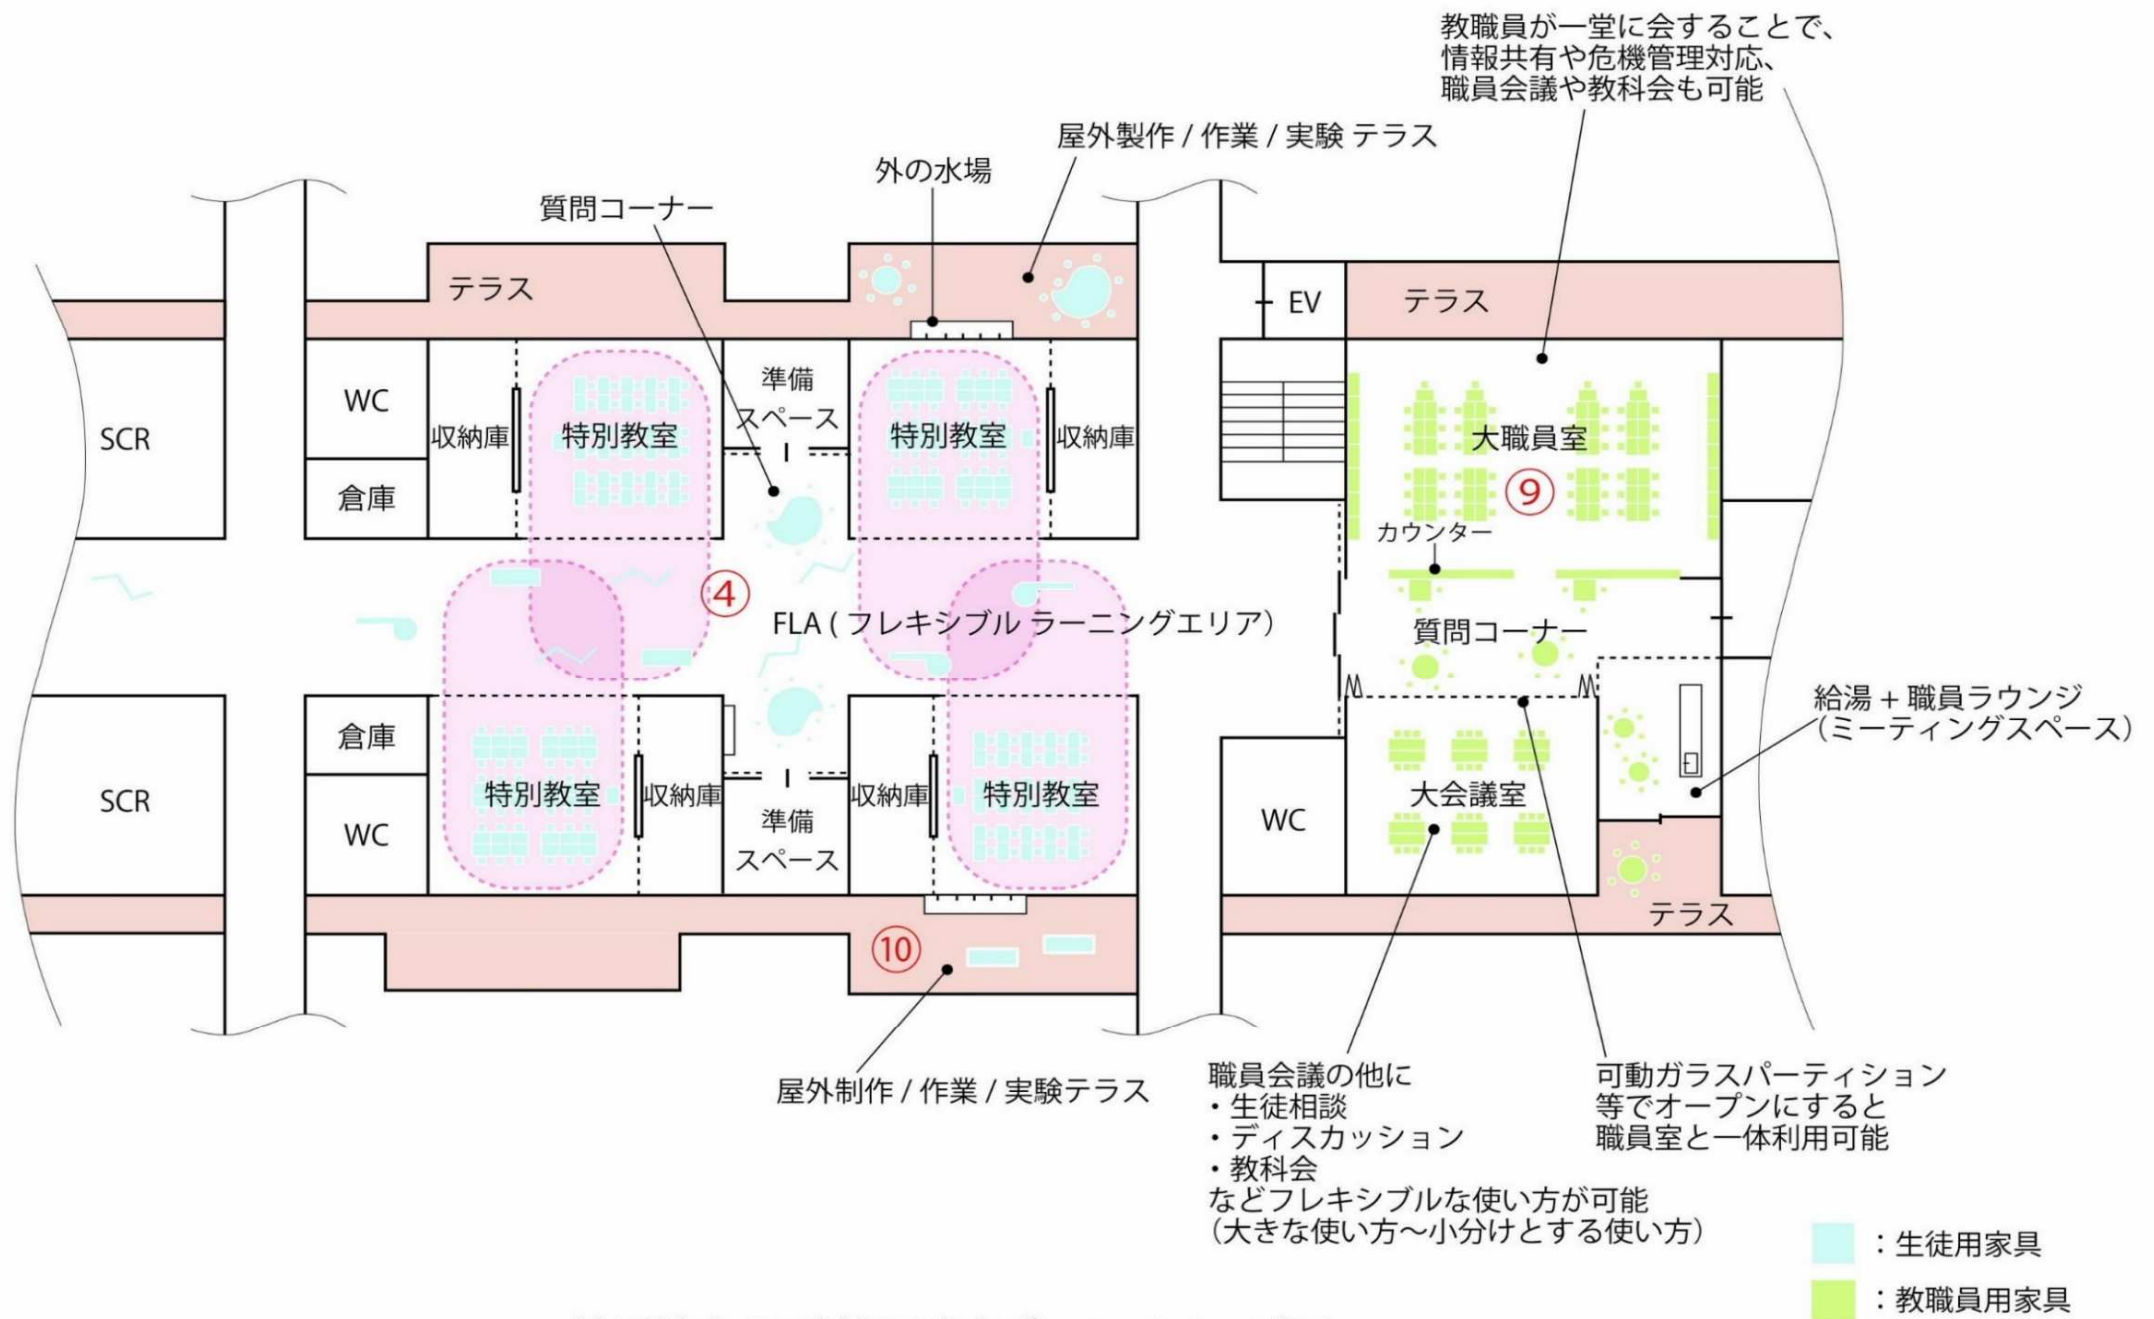 教職員が一堂に会することで、
情報共有や危機管理対応、
職員会議や教科会も可能
屋外製作 / 作業 / 実験 テラス
外の水場
質問コーナー
テラス
EV
テラス
WC
準備
スペース
SCR
収納庫
特別教室
特別教室
収納庫
大職員室
倉庫
⑨
カウンター
④
FLA ( フレキシブル ラーニングエリア)
質問コーナー
倉庫
給湯 + 職員ラウンジ
(ミーティングスペース)
SCR
特別教室
収納庫
収納庫
特別教室
大会議室
準備
スペース
WC
WC
テラス
⑩
屋外制作 / 作業 / 実験テラス
職員会議の他に
・生徒相談
・ディスカッション
・教科会
などフレキシブルな使い方が可能
(大きな使い方〜小分けとする使い方)
可動ガラスパーティション
等でオープンにすると
職員室と一体利用可能
：生徒用家具
：教職員用家具